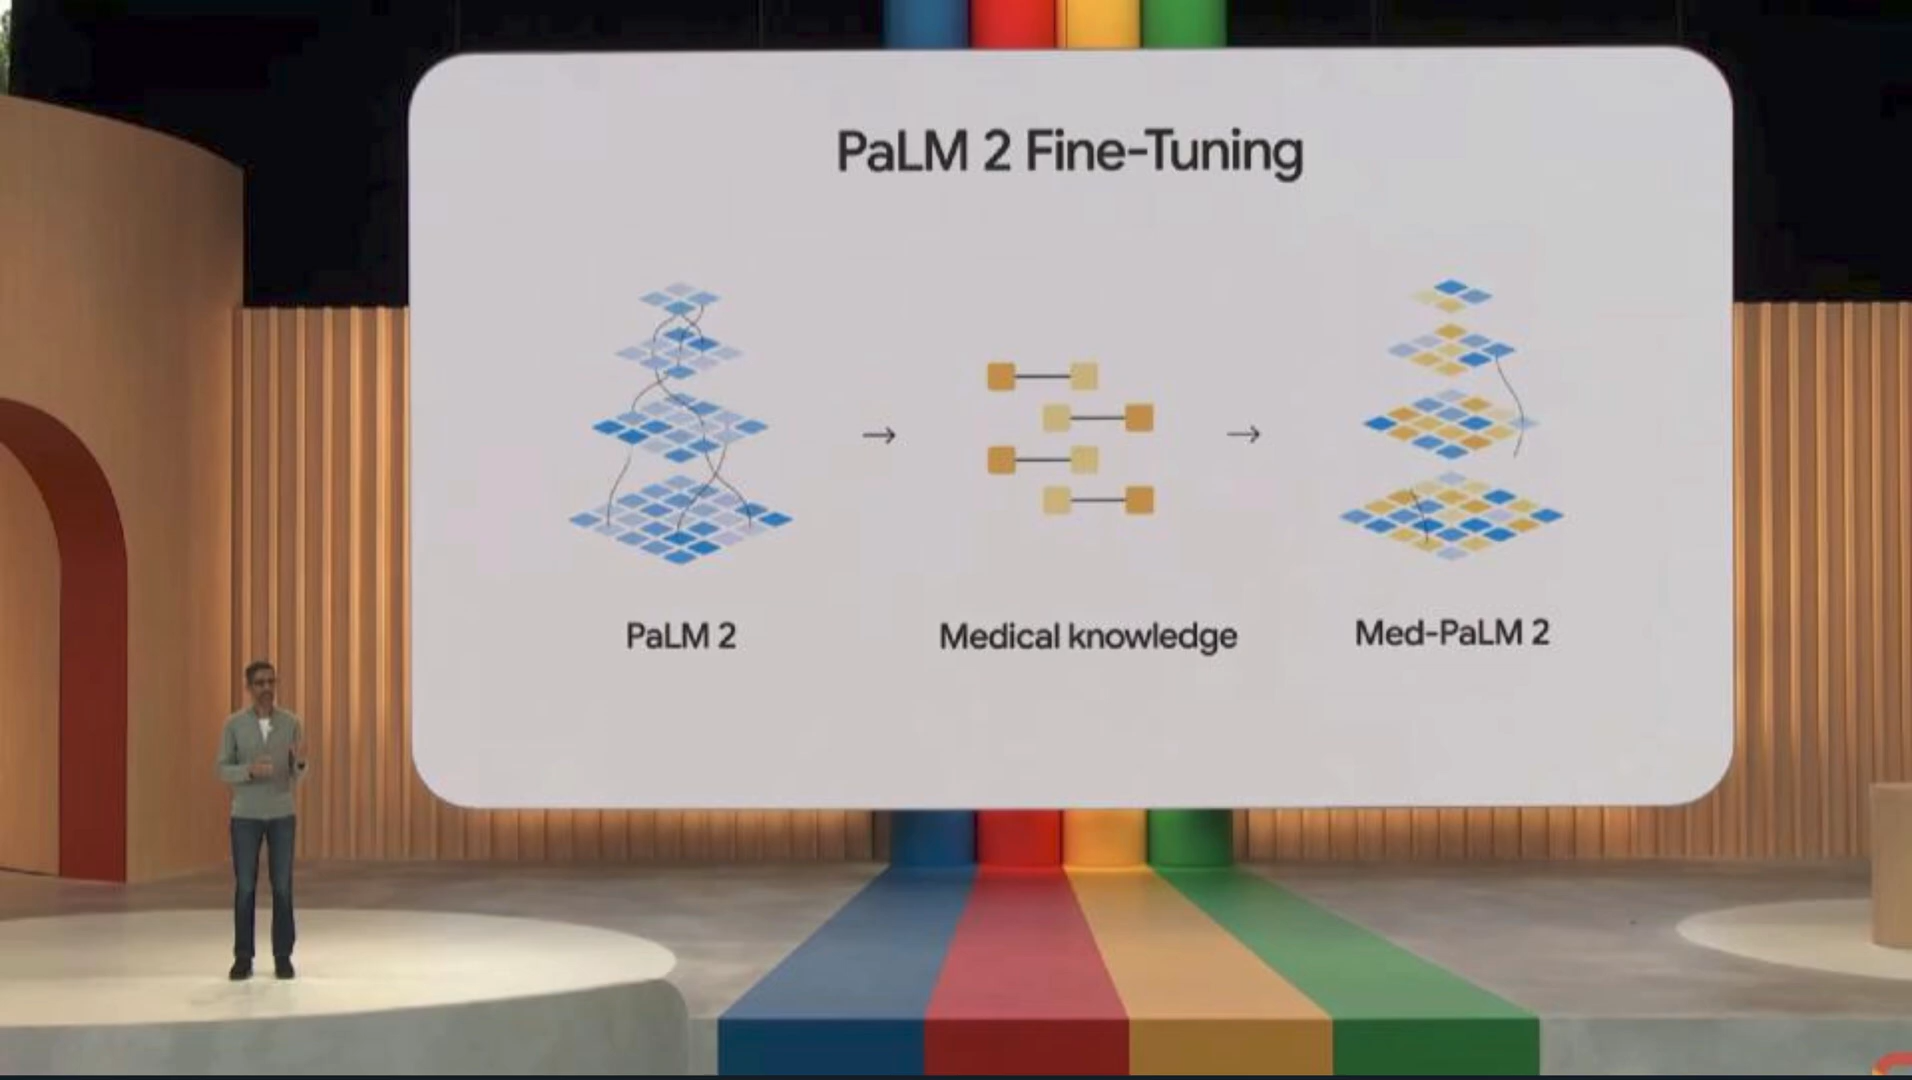 PaLM 2 Fine-Tuning
PaLM 2
Medical knowledge
Med-PaLM 2